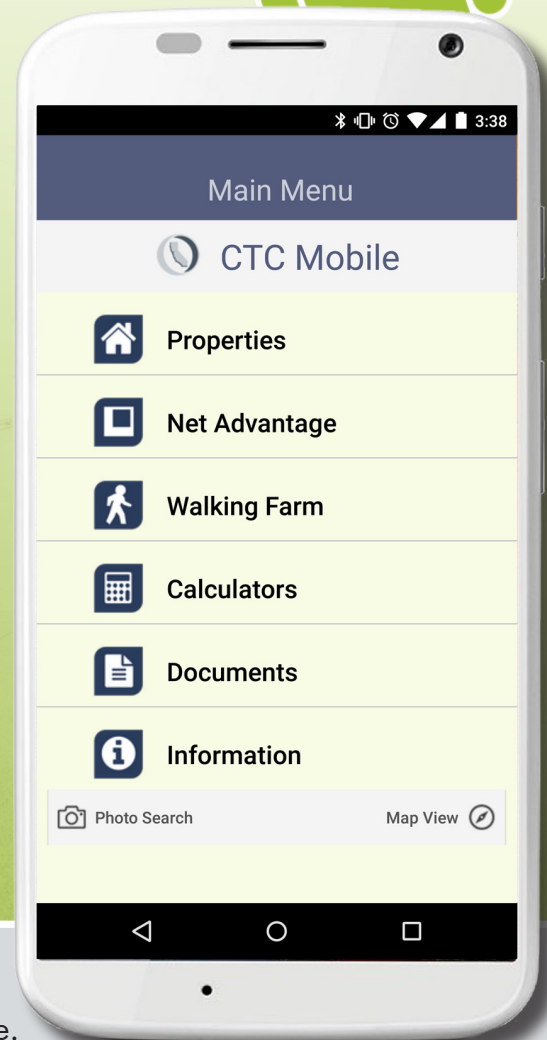 3:38
Main Menu
CTC Mobile
Properties
Net Advantage
Walking Farm
Calculators
Documents
Information
Photo Search Map View
e.